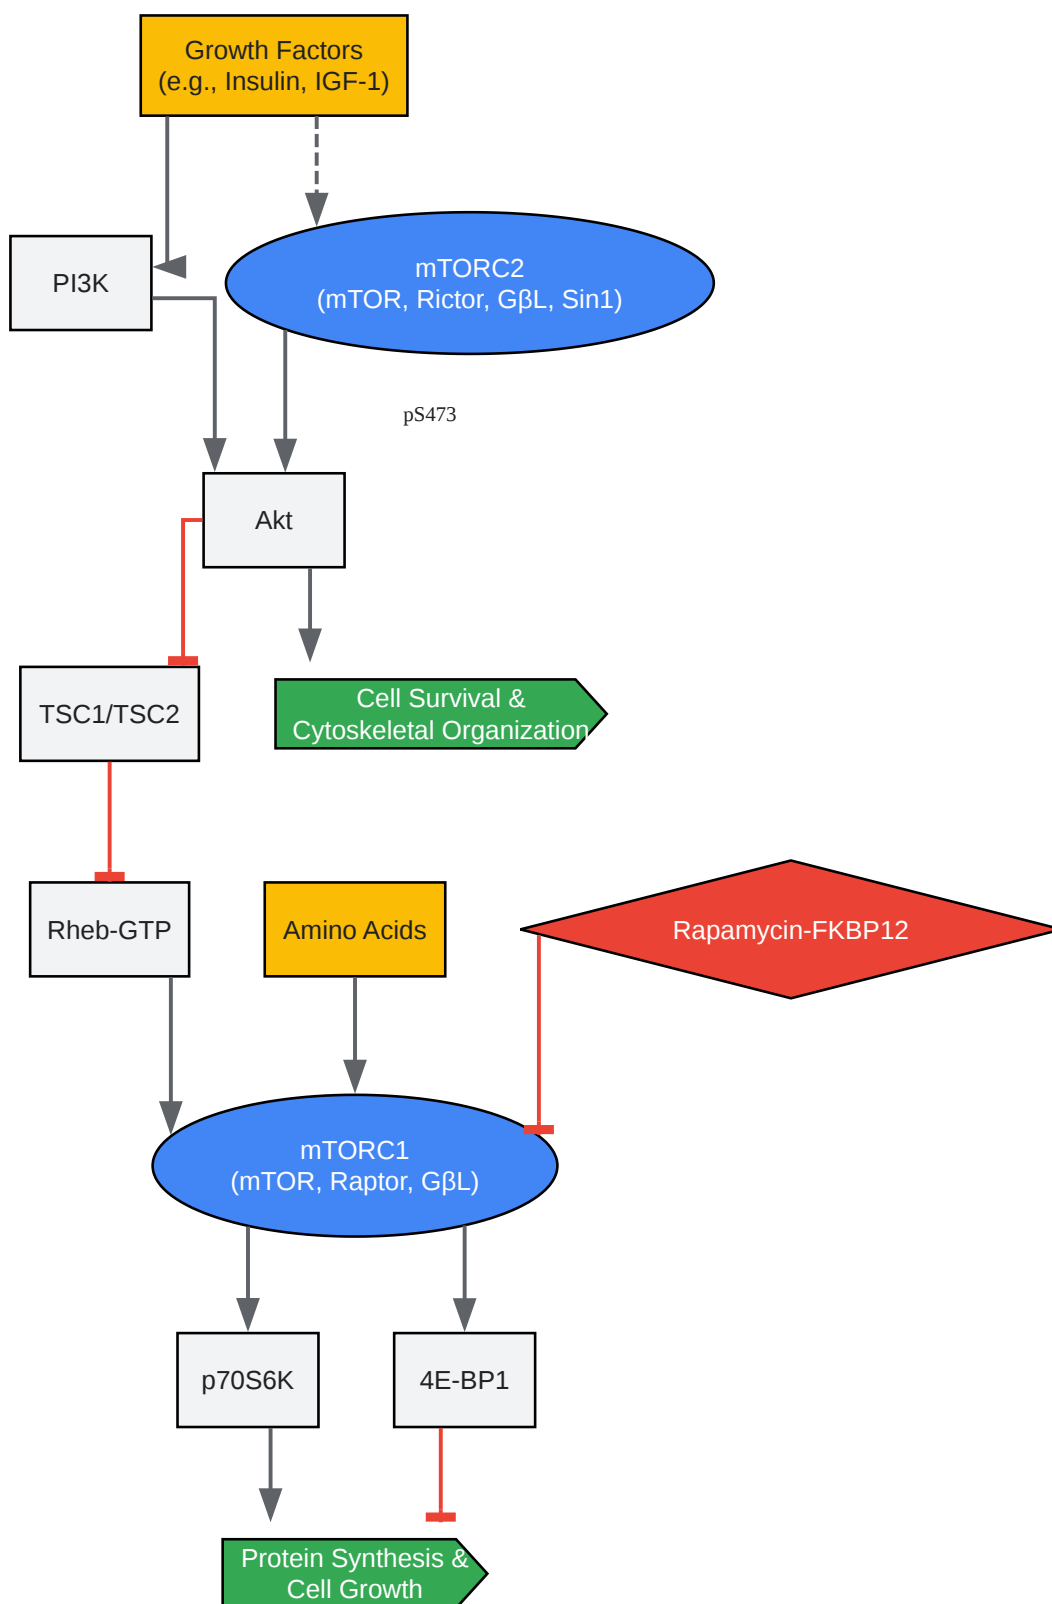 Growth Factors
(e.g., Insulin, IGF-1)
PI3K
mTORC2
(mTOR, Rictor, GβL, Sin1)
pS473
Akt
TSC1/TSC2
Cell Survival &
Cytoskeletal Organization
Rheb-GTP
Amino Acids
Rapamycin-FKBP12
mTORC1
(mTOR, Raptor, GβL)
p70S6K
4E-BP1
Protein Synthesis &
Cell Growth